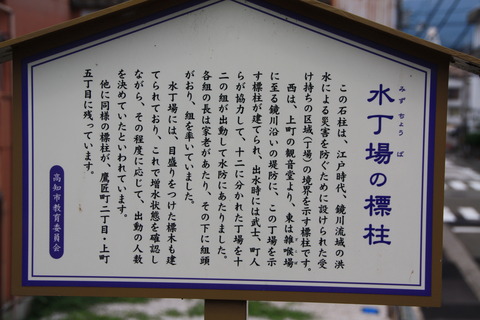 水丁場の標柱
みずちょうば
この石柱は、江戸時代、鏡川流域の洪
水による災害を防ぐために設けられた受
け持ちの区域（丁場）の境界を示す標柱です。
西は、上町の観音堂より、東は雑喉場
ざこば
に至る鏡川沿いの堤防に、この丁場を示
す標柱が建てられ、出水時には武士、町人
らが協力して、十二に分かれた丁場を十
二の組が出動して水防にあたりました。
各組の長は家老があたり、その下に組頭
がおり、組を率いていました。
水丁場には、目盛りをつけた標木も建
てられており、これで増水状態を確認し
ながら、その程度に応じて、出動の人数
を決めていたといわれています。
他に同様の標柱が、鷹匠町二丁目・上町
五丁目に残っています。
高知市教育委員会